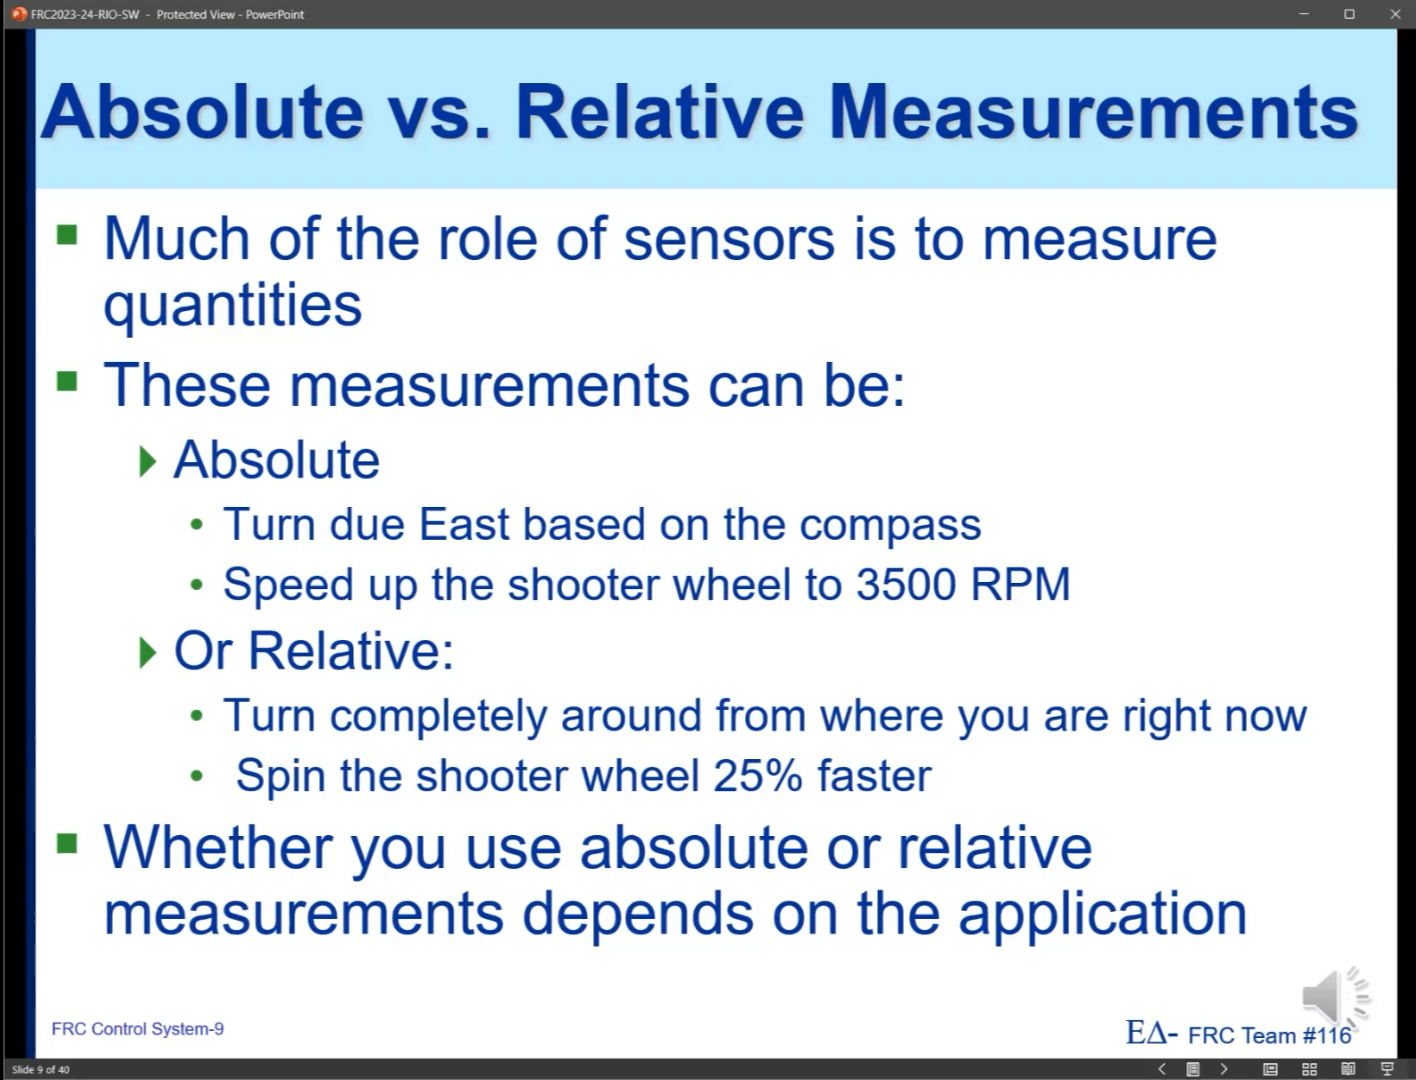 FRC2023-24-RIO-SW - Protected View - PowerPoint
Absolute vs. Relative Measurements
Much of the role of sensors is to measure
quantities
These measurements can be:
Absolute
Turn due East based on the compass
Speed up the shooter wheel to 3500 RPM
Or Relative:
Turn completely around from where you are right now
Spin the shooter wheel 25% faster
Whether you use absolute or relative
measurements depends on the application
FRC Control System-9
ΕΔ- FRC Team #116
Slide 9 of 40